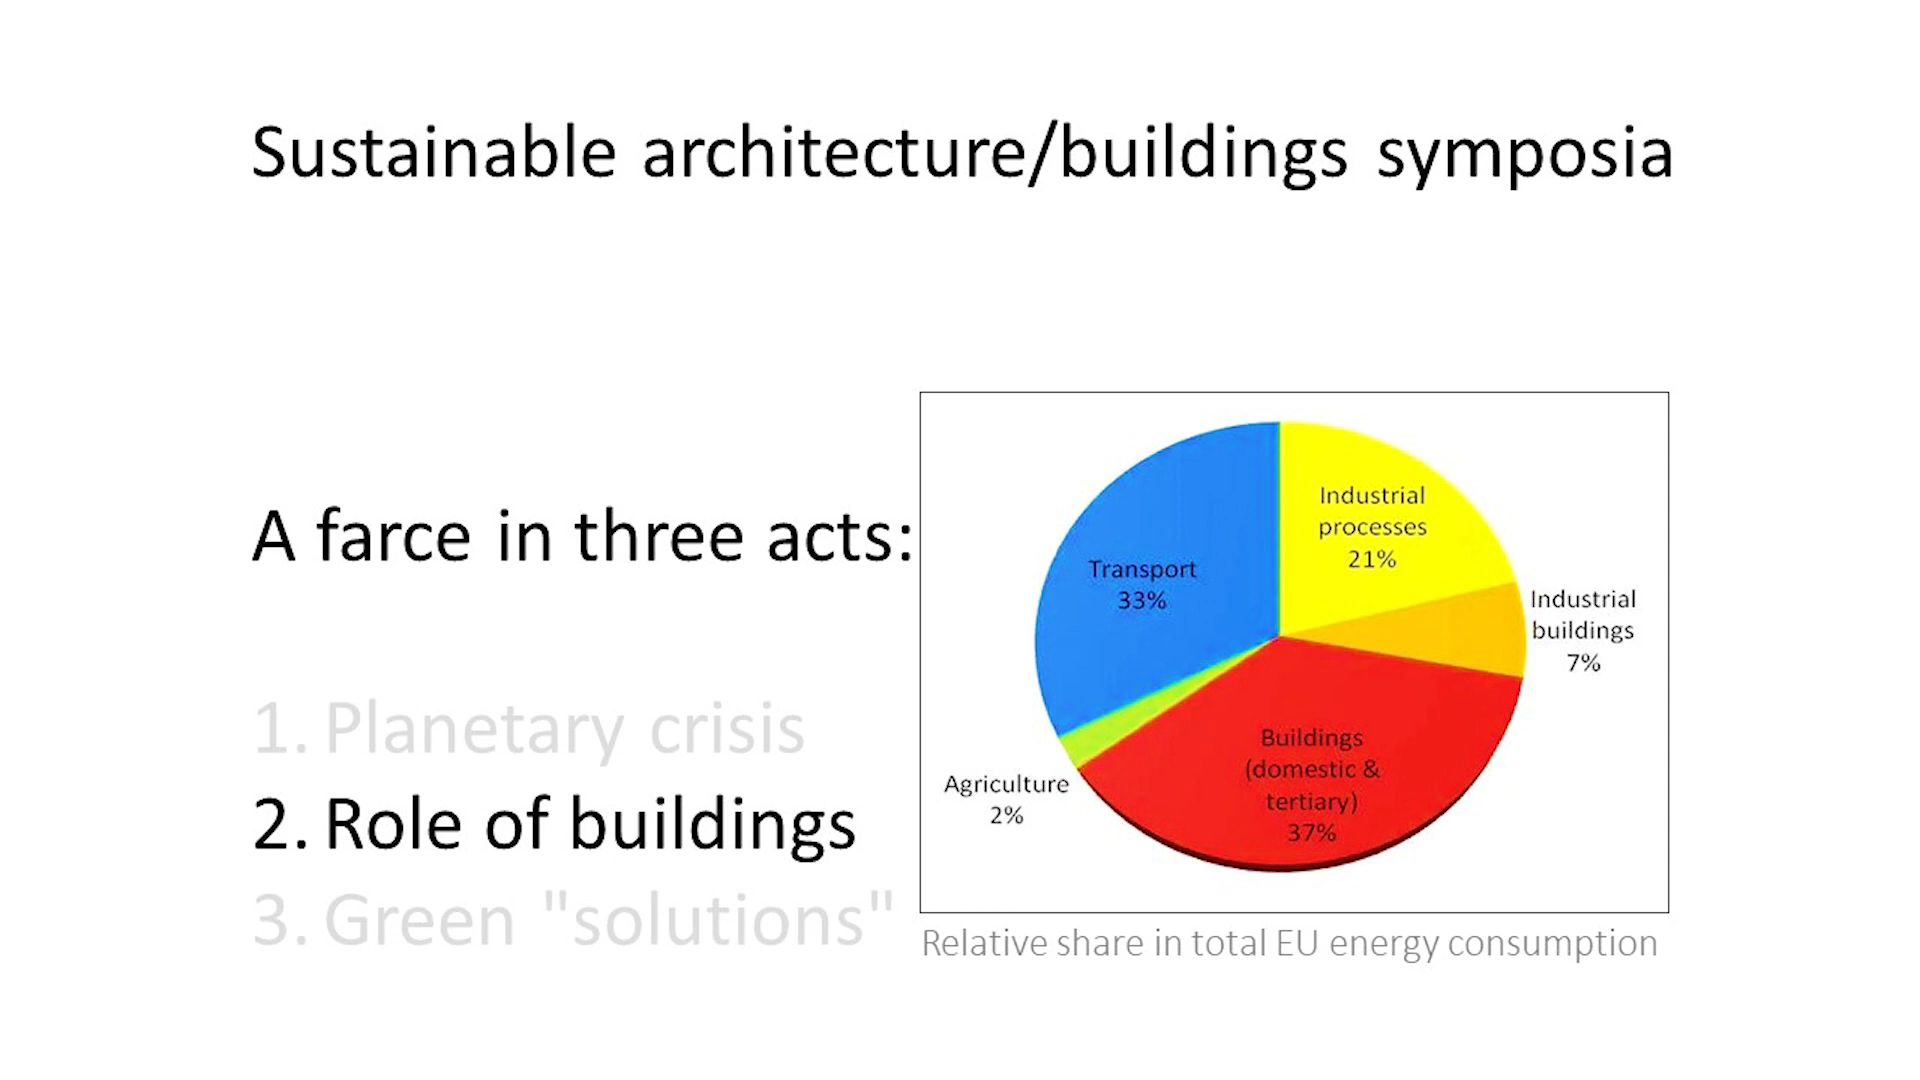 Sustainable architecture/buildings symposia
A farce in three acts:
1. Planetary crisis
2. Role of buildings
3. Green "solutions"
Industrial
processes
21%
Industrial
buildings
7%
Transport
33%
Buildings
(domestic &
tertiary)
37%
Agriculture
2%
Relative share in total EU energy consumption